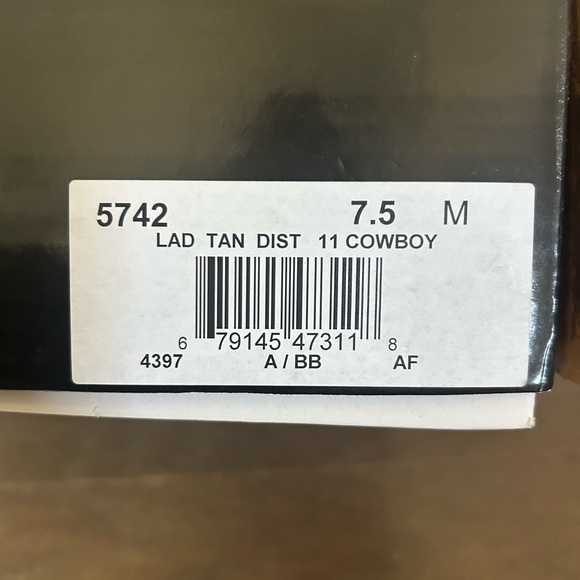 5742 7.5 M
LAD TAN DIST 11 COWBOY
6 79145 47311 8
4397 A / BB AF